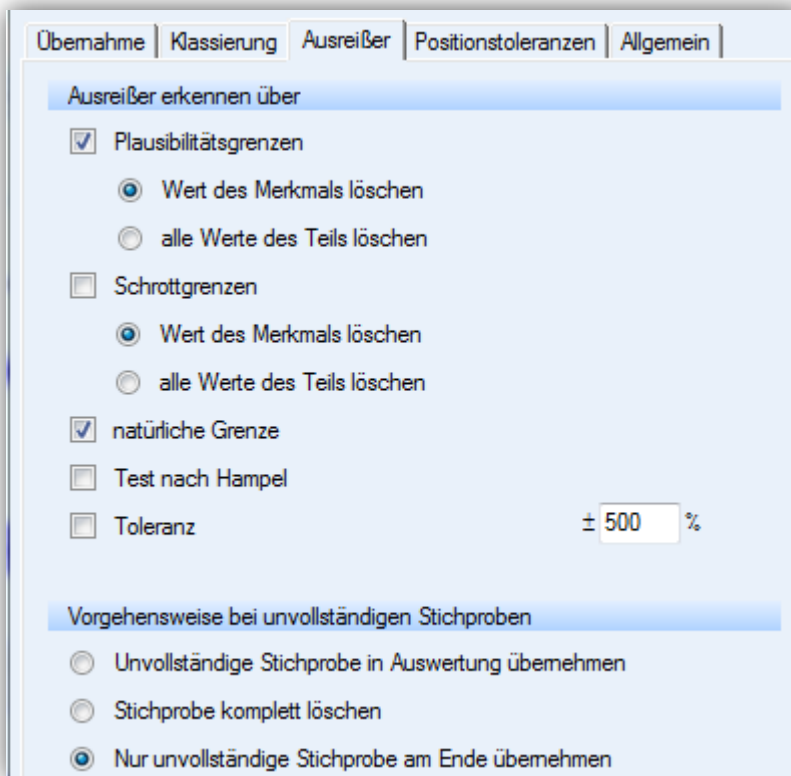 Übernahme Klassierung Ausreißer Positionstoleranzen Allgemein
Ausreißer erkennen über
Plausibilitätsgrenzen
Wert des Merkmals löschen
alle Werte des Teils löschen
Schrottgrenzen
Wert des Merkmals löschen
alle Werte des Teils löschen
natürliche Grenze
Test nach Hampel
Toleranz ± 500 %
Vorgehensweise bei unvollständigen Stichproben
Unvollständige Stichprobe in Auswertung übernehmen
Stichprobe komplett löschen
Nur unvollständige Stichprobe am Ende übernehmen